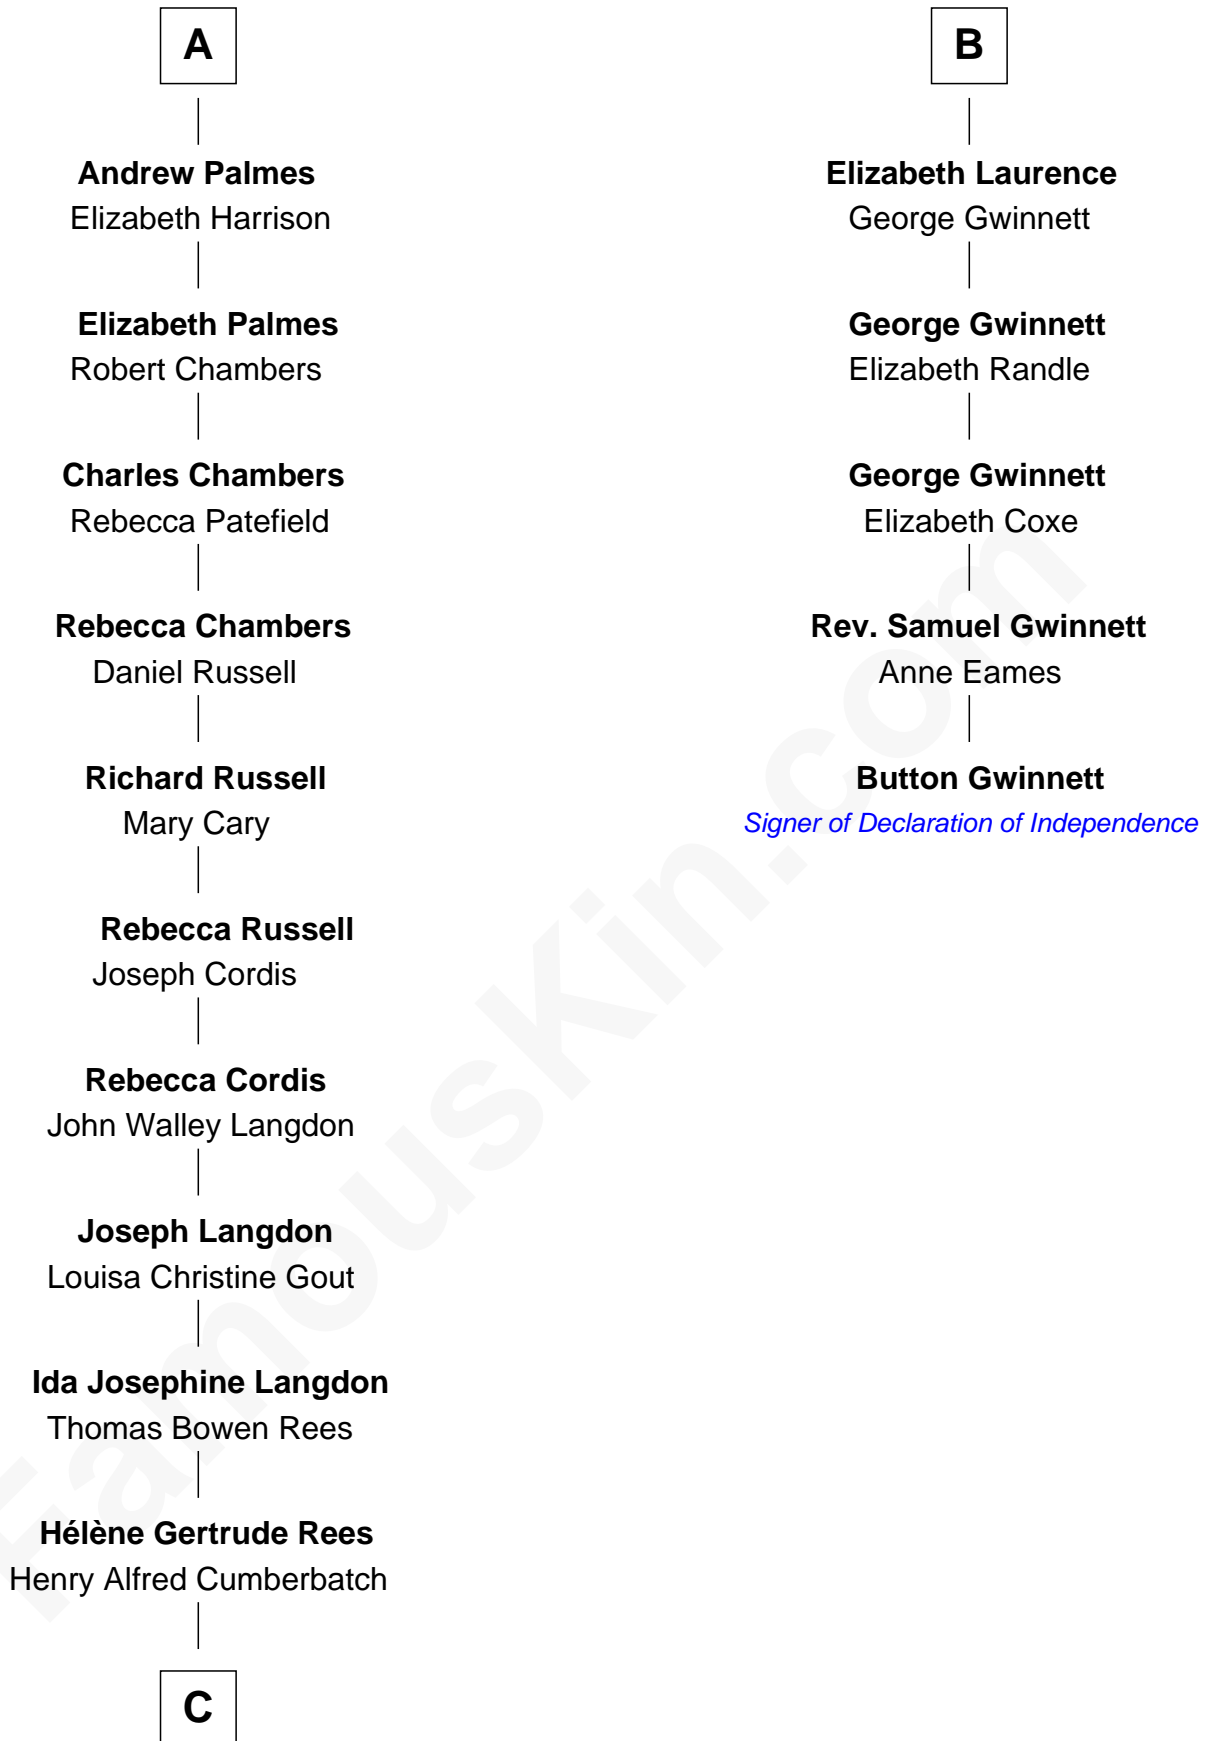 A
Andrew Palmes
Elizabeth Harrison
Elizabeth Palmes
Robert Chambers
Charles Chambers
Rebecca Patefield
Rebecca Chambers
Daniel Russell
Richard Russell
Mary Cary
Rebecca Russell
Joseph Cordis
Rebecca Cordis
John Walley Langdon
Joseph Langdon
Louisa Christine Gout
Ida Josephine Langdon
Thomas Bowen Rees
Hélène Gertrude Rees
Henry Alfred Cumberbatch
C
B
Elizabeth Laurence
George Gwinnett
George Gwinnett
Elizabeth Randle
George Gwinnett
Elizabeth Coxe
Rev. Samuel Gwinnett
Anne Eames
Button Gwinnett
Signer of Declaration of Independence
FamousKin.com